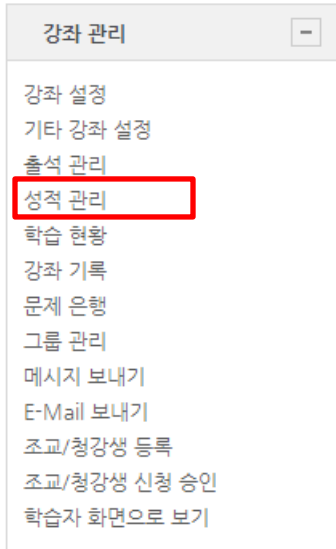 강좌 관리
강좌 설정
기타 강좌 설정
출석 관리
성적 관리
학습 현황
강좌 기록
문제 은행
그룹 관리
메시지 보내기
E-Mail 보내기
조교/청강생 등록
조교/청강생 신청 승인
학습자 화면으로 보기